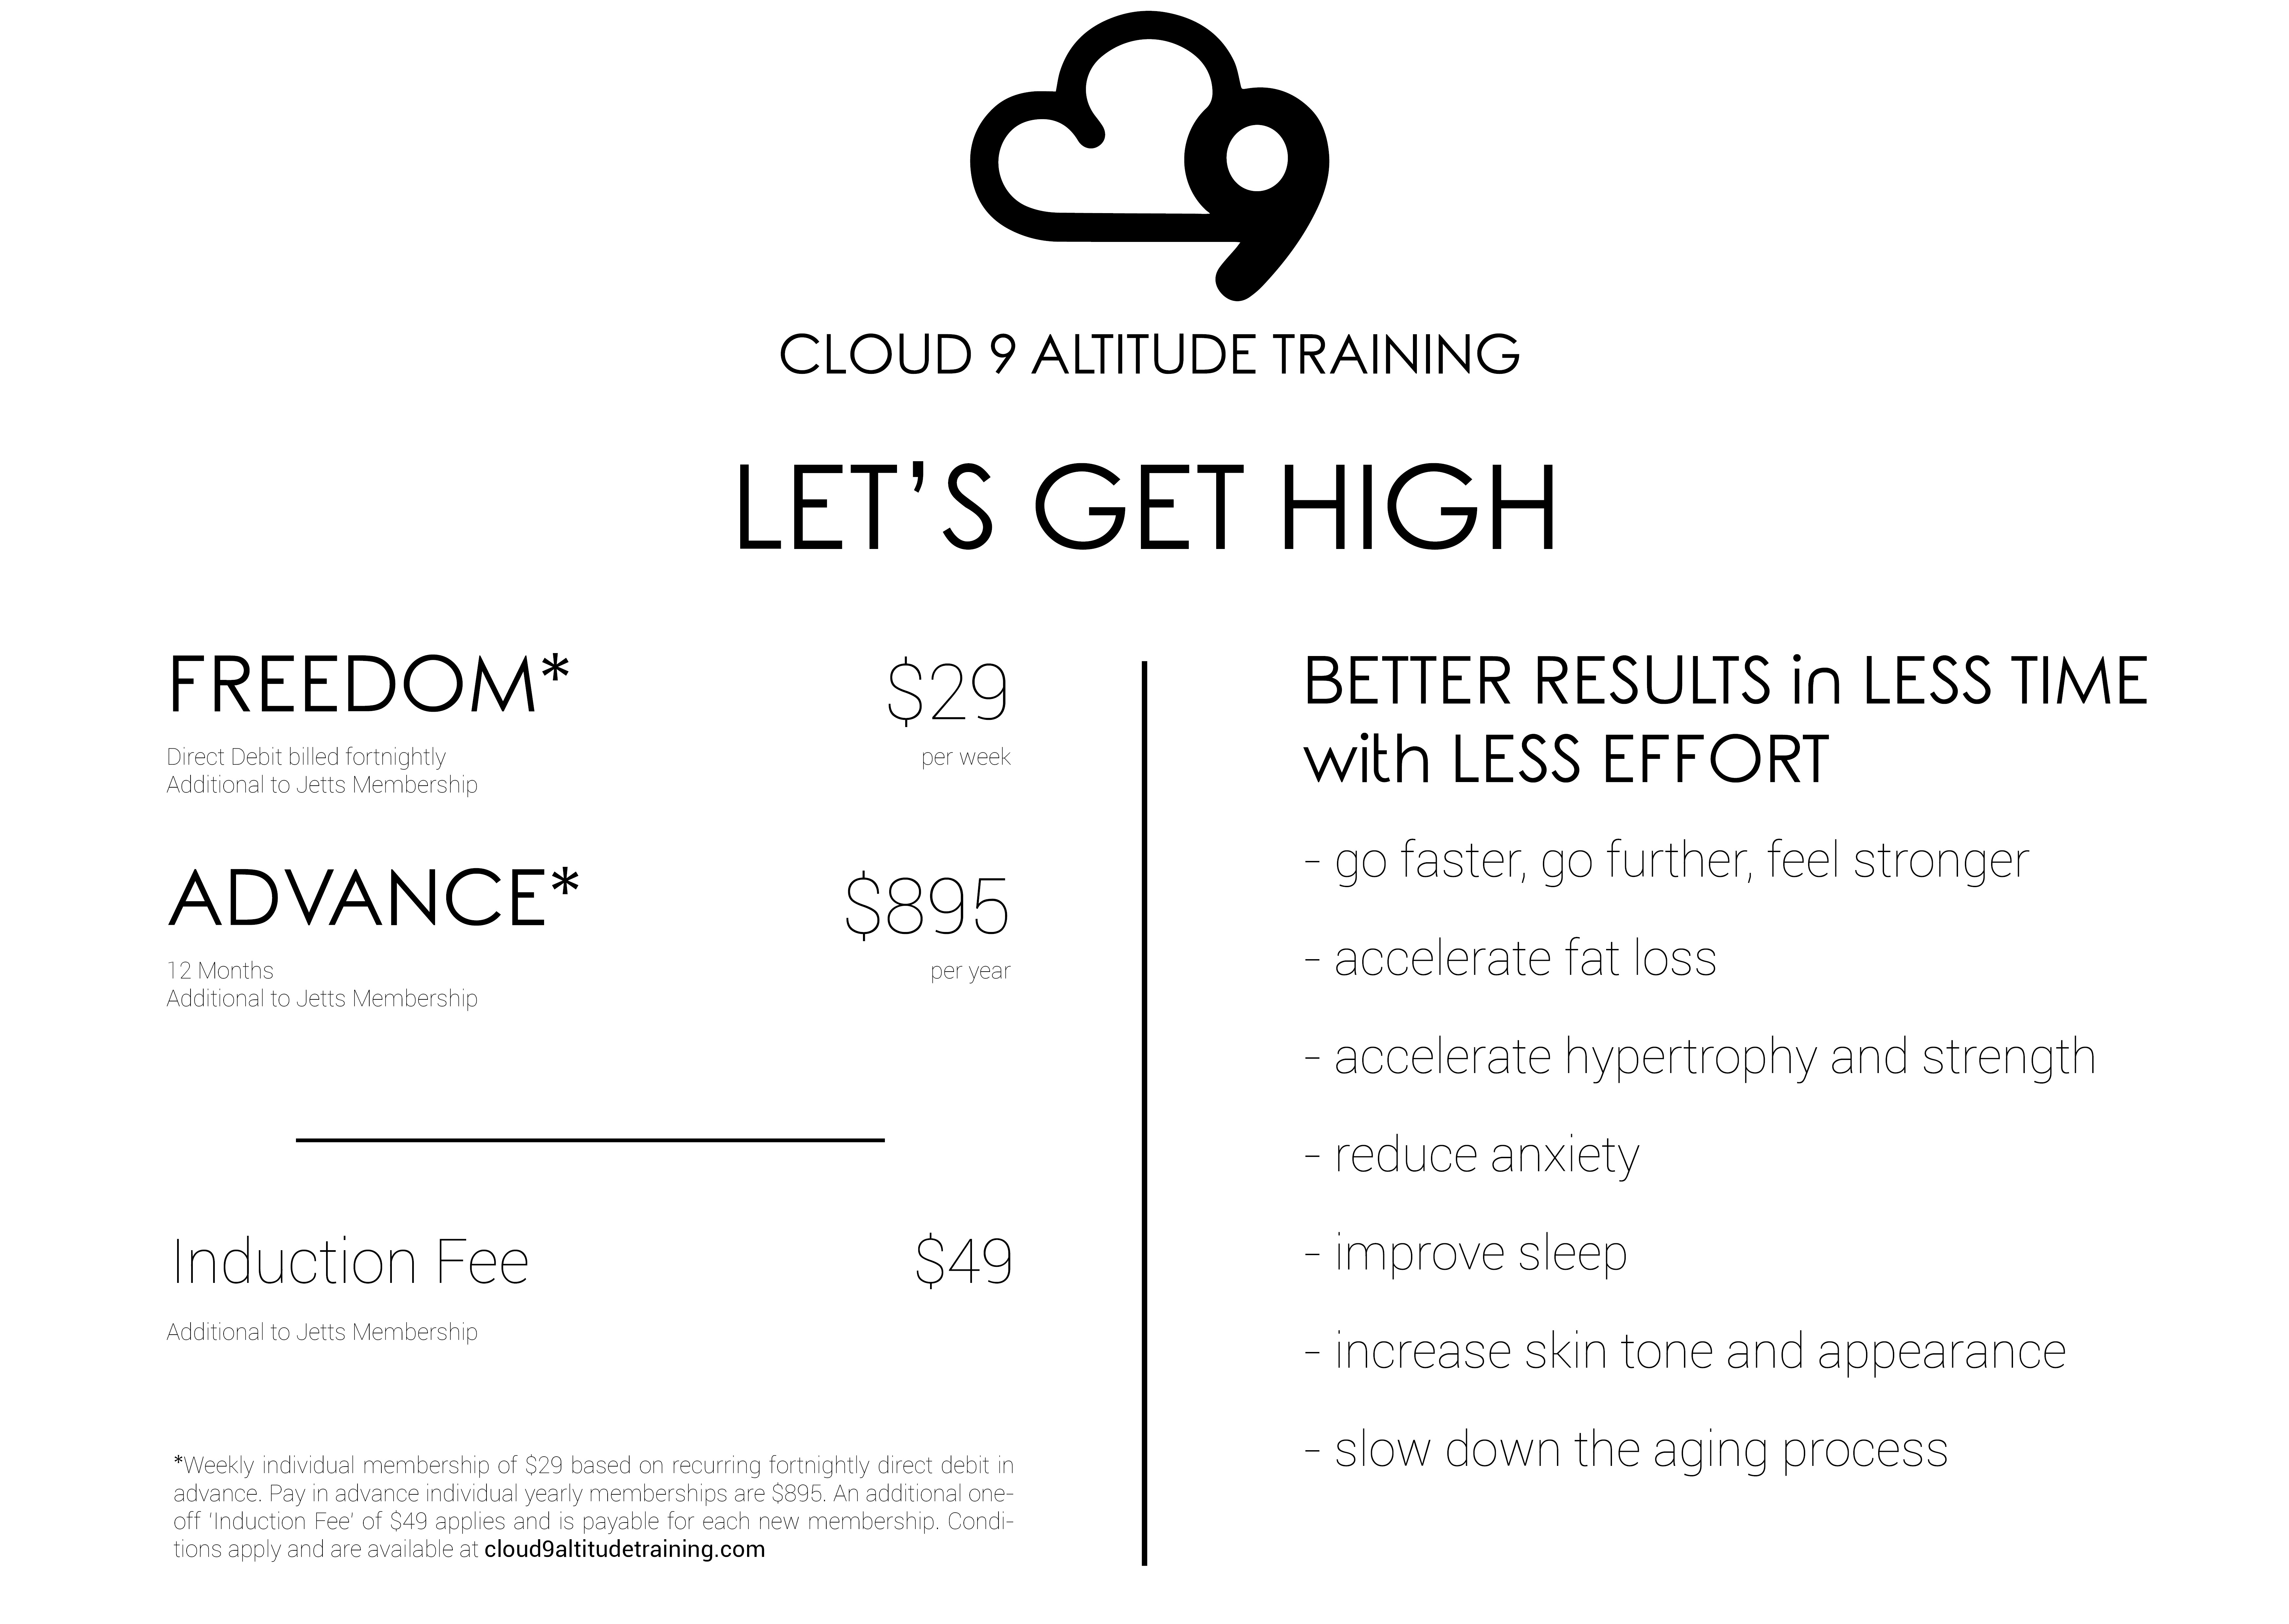 CLOUD 9 ALTITUDE TRAINING
LET'S GET HIGH
FREEDOM*
$29
Direct Debit billed fortnightly
per week
Additional to Jetts Membership
ADVANCE*
$895
12 Months
per year
Additional to Jetts Membership
Induction Fee
$49
Additional to Jetts Membership
*Weekly individual membership of $29 based on recurring fortnightly direct debit in
advance. Pay in advance individual yearly memberships are $895. An additional one-
off 'Induction Fee' of $49 applies and is payable for each new membership. Condi-
tions apply and are available at cloud9altitudetraining.com
BETTER RESULTS in LESS TIME
with LESS EFFORT
- go faster, go further, feel stronger
- accelerate fat loss
- accelerate hypertrophy and strength
- reduce anxiety
- improve sleep
- increase skin tone and appearance
- slow down the aging process